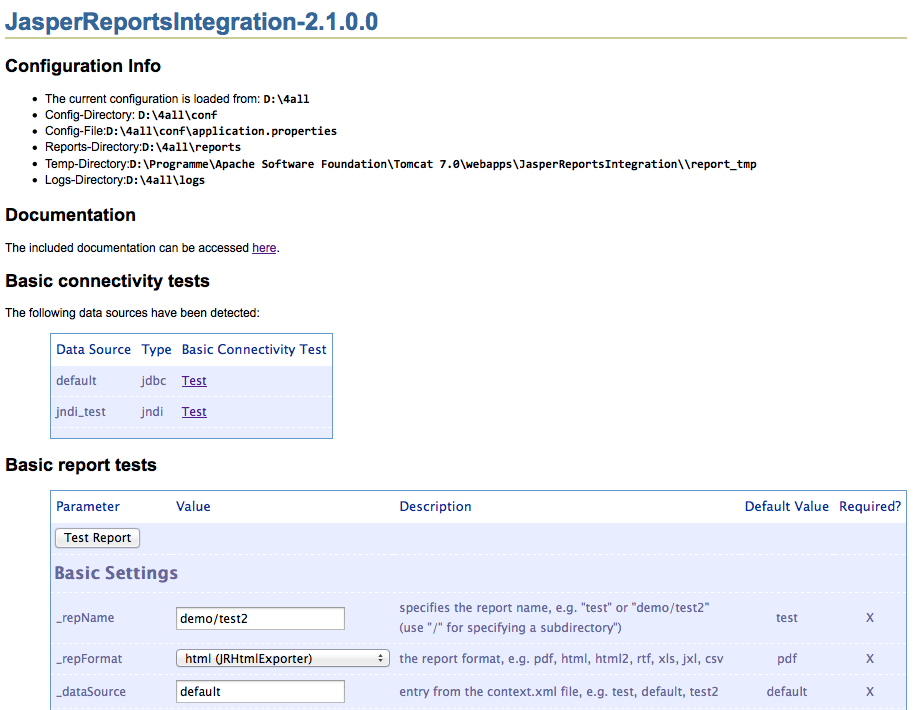 JasperReportsIntegration-2.1.0.0
Configuration Info
• The current configuration is loaded from: D:\4all
• Config-Directory: D:\4all\conf
• Config-File:D:\4all\conf\application.properties
• Reports-Directory:D:\4all\reports
• Temp-Directory:D:\Programme\Apache Software Foundation\Tomcat 7.0\webapps\JasperReportsIntegration\\report_tmp
• Logs-Directory:D:\4all\logs
Documentation
The included documentation can be accessed here.
Basic connectivity tests
The following data sources have been detected:
Data Source Type Basic Connectivity Test
default jdbc Test
jndi_test jndi Test
Basic report tests
Parameter Value Description Default Value Required?
Test Report
Basic Settings
_repName demo/test2 specifies the report name, e.g. "test" or "demo/test2" test X
(use "/" for specifying a subdirectory")
_repFormat html (JRHtmlExporter) the report format, e.g. pdf, html, html2, rtf, xls, jxl, csv pdf X
_dataSource default entry from the context.xml file, e.g. test, default, test2 default X